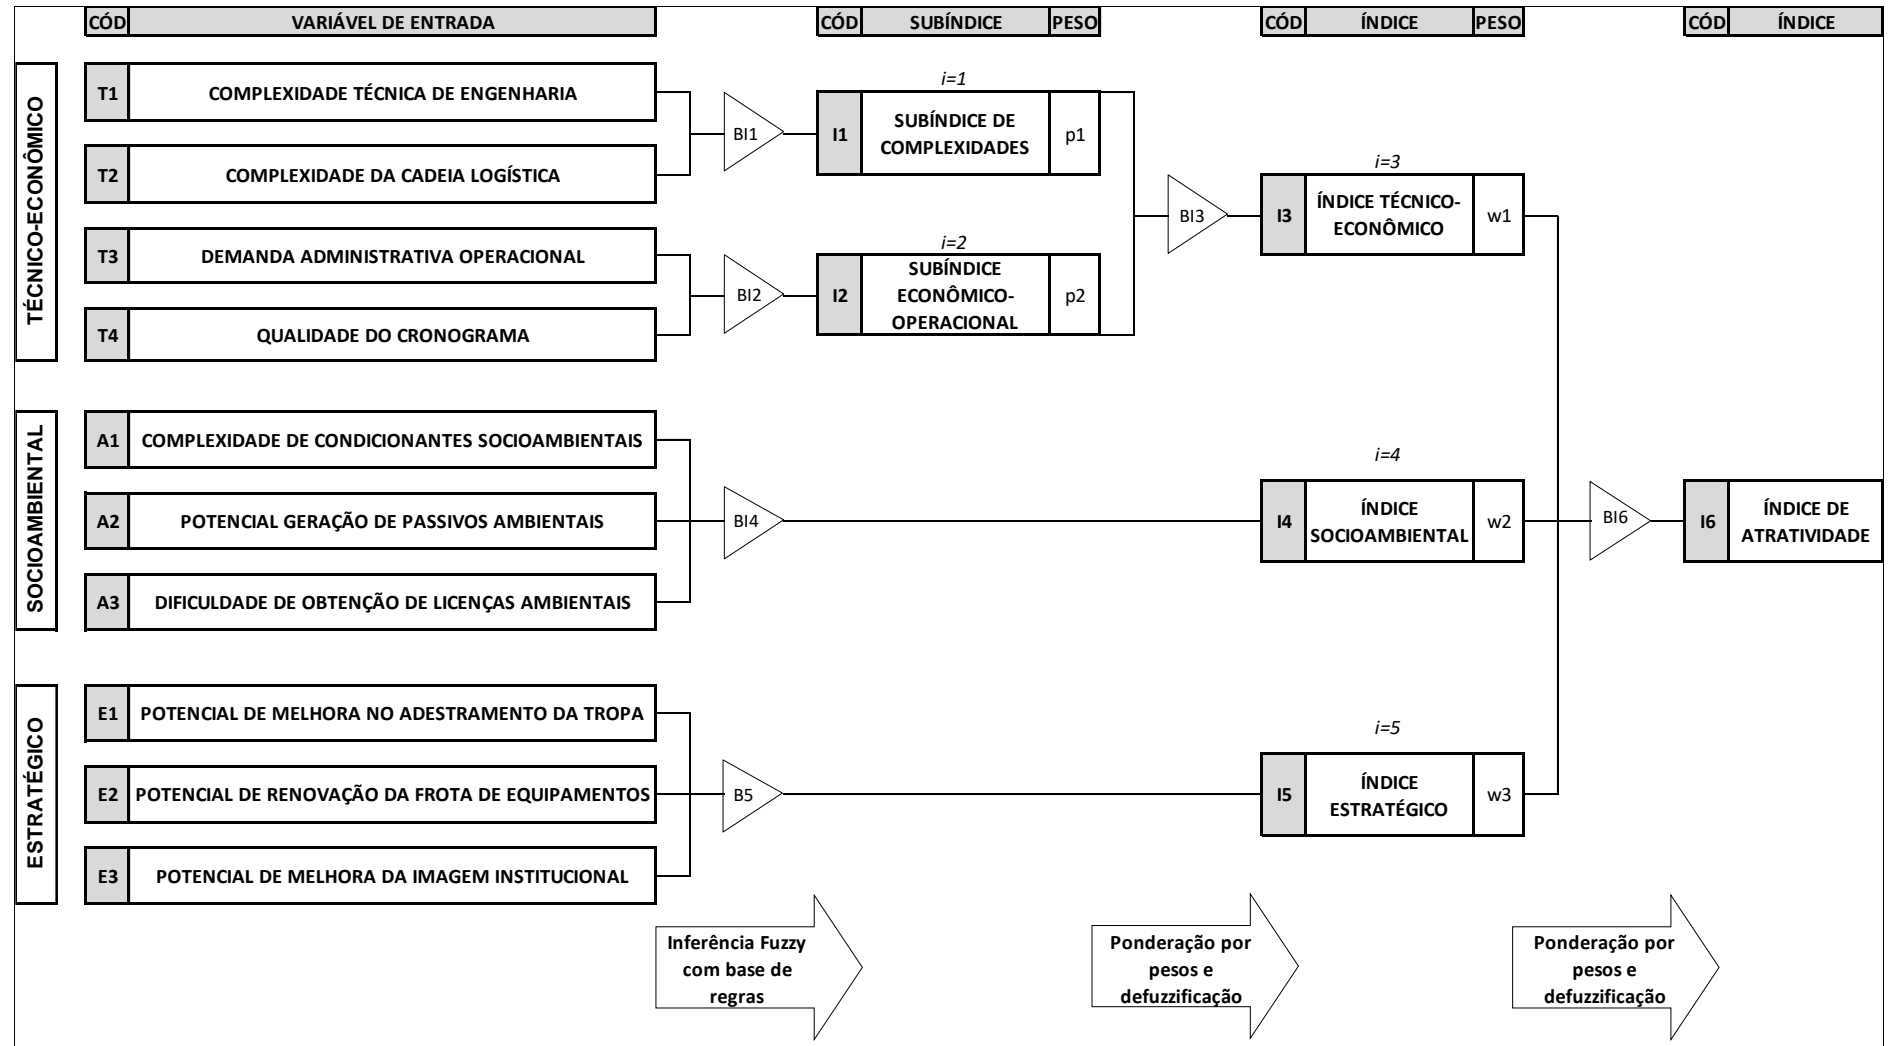 CÓD VARIÁVEL DE ENTRADA CÓD SUBÍNDICE PESO CÓD ÍNDICE PESO CÓD ÍNDICE
TÉCNICO-ECONÔMICO
T1 COMPLEXIDADE TÉCNICA DE ENGENHARIA
T2 COMPLEXIDADE DA CADEIA LOGÍSTICA
T3 DEMANDA ADMINISTRATIVA OPERACIONAL
T4 QUALIDADE DO CRONOGRAMA
BI1
BI2
i=1
I1 SUBÍNDICE DE
COMPLEXIDADES
p1
i=2
I2 SUBÍNDICE
ECONÔMICO-
OPERACIONAL
p2
BI3
i=3
I3 ÍNDICE TÉCNICO-
ECONÔMICO
w1
SOCIOAMBIENTAL
A1 COMPLEXIDADE DE CONDICIONANTES SOCIOAMBIENTAIS
A2 POTENCIAL GERAÇÃO DE PASSIVOS AMBIENTAIS
A3 DIFICULDADE DE OBTENÇÃO DE LICENÇAS AMBIENTAIS
BI4
i=4
I4 ÍNDICE
SOCIOAMBIENTAL
w2
BI6
I6 ÍNDICE DE
ATRATIVIDADE
ESTRATÉGICO
E1 POTENCIAL DE MELHORA NO ADESTRAMENTO DA TROPA
E2 POTENCIAL DE RENOVAÇÃO DA FROTA DE EQUIPAMENTOS
E3 POTENCIAL DE MELHORA DA IMAGEM INSTITUCIONAL
B5
i=5
I5 ÍNDICE
ESTRATÉGICO
w3
Inferência Fuzzy
com base de
regras
Ponderação por
pesos e
defuzzificação
Ponderação por
pesos e
defuzzificação